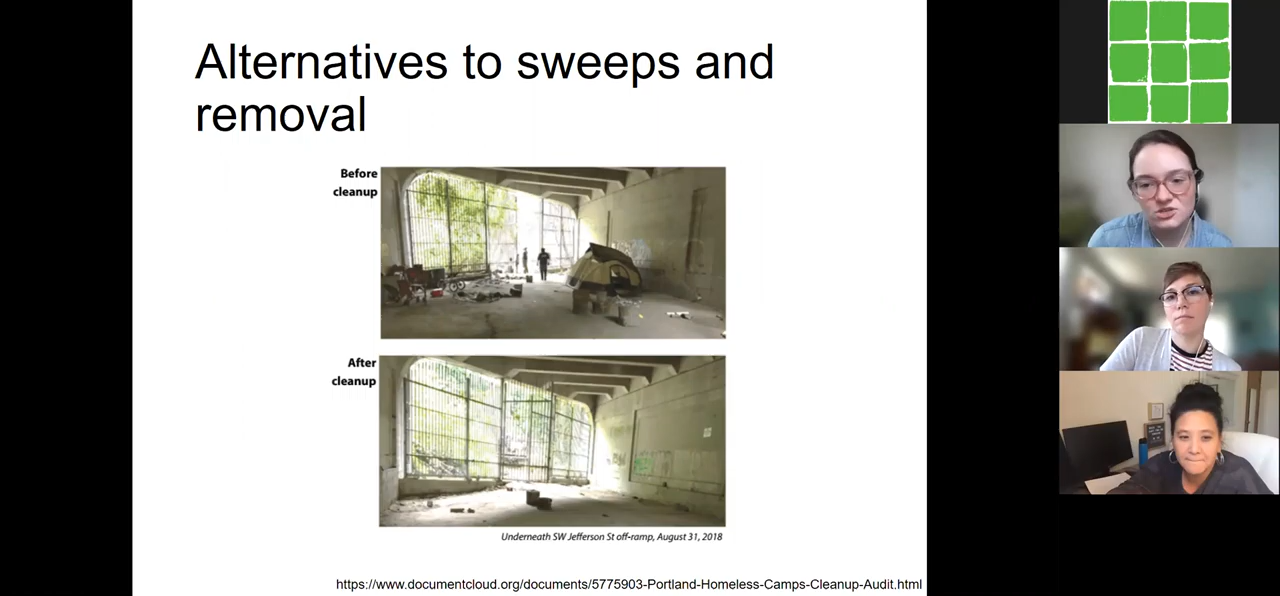 Alternatives to sweeps and
removal
Before
cleanup
After
cleanup
Underneath SW Jefferson St off-ramp, August 31, 2018
https://www.documentcloud.org/documents/5775903-Portland-Homeless-Camps-Cleanup-Audit.html